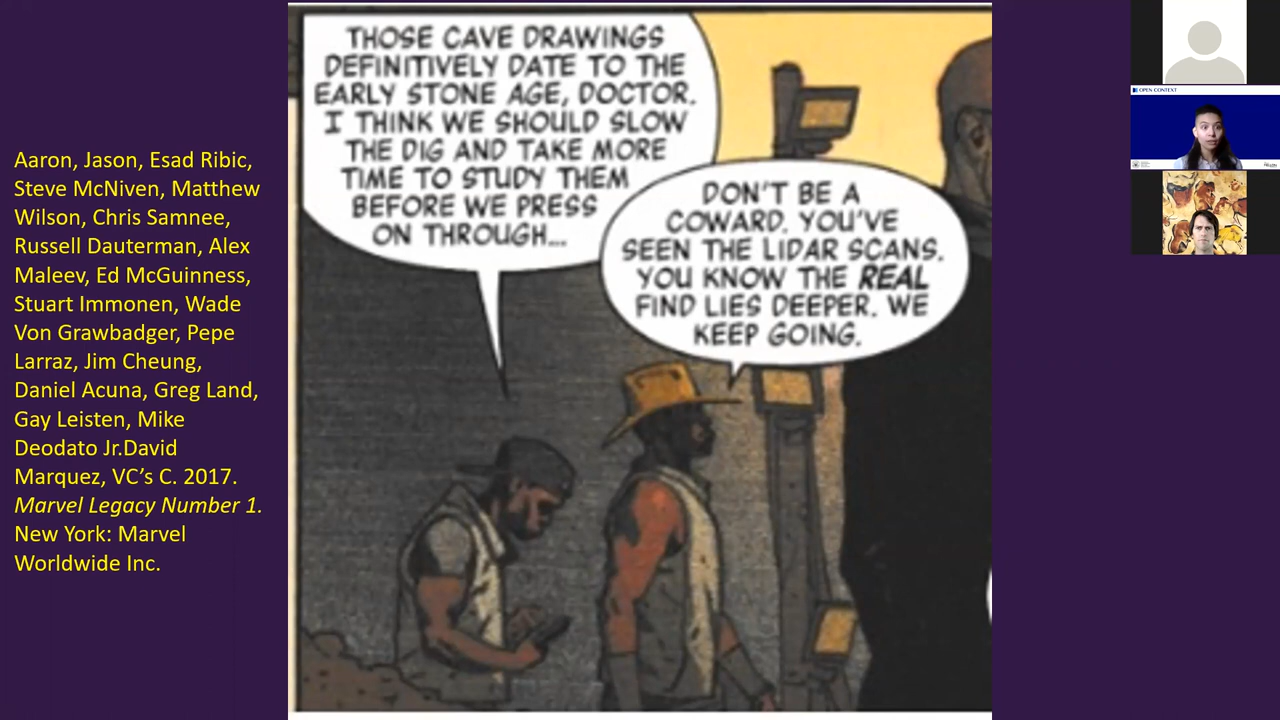 Aaron, Jason, Esad Ribic,
Steve McNiven, Matthew
Wilson, Chris Samnee,
Russell Dauterman, Alex
Maleev, Ed McGuinness,
Stuart Immonen, Wade
Von Grawbadger, Pepe
Larraz, Jim Cheung,
Daniel Acuna, Greg Land,
Gay Leisten, Mike
Deodato Jr.David
Marquez, VC’s C. 2017.
Marvel Legacy Number 1.
New York: Marvel
Worldwide Inc.
THOSE CAVE DRAWINGS
DEFINITIVELY DATE TO THE
EARLY STONE AGE, DOCTOR.
I THINK WE SHOULD SLOW
THE DIG AND TAKE MORE
TIME TO STUDY THEM
BEFORE WE PRESS
ON THROUGH...
DON'T BE A
COWARD. YOU'VE
SEEN THE LIDAR SCANS.
YOU KNOW THE REAL
FIND LIES DEEPER. WE
KEEP GOING.
OPEN CONTEXT